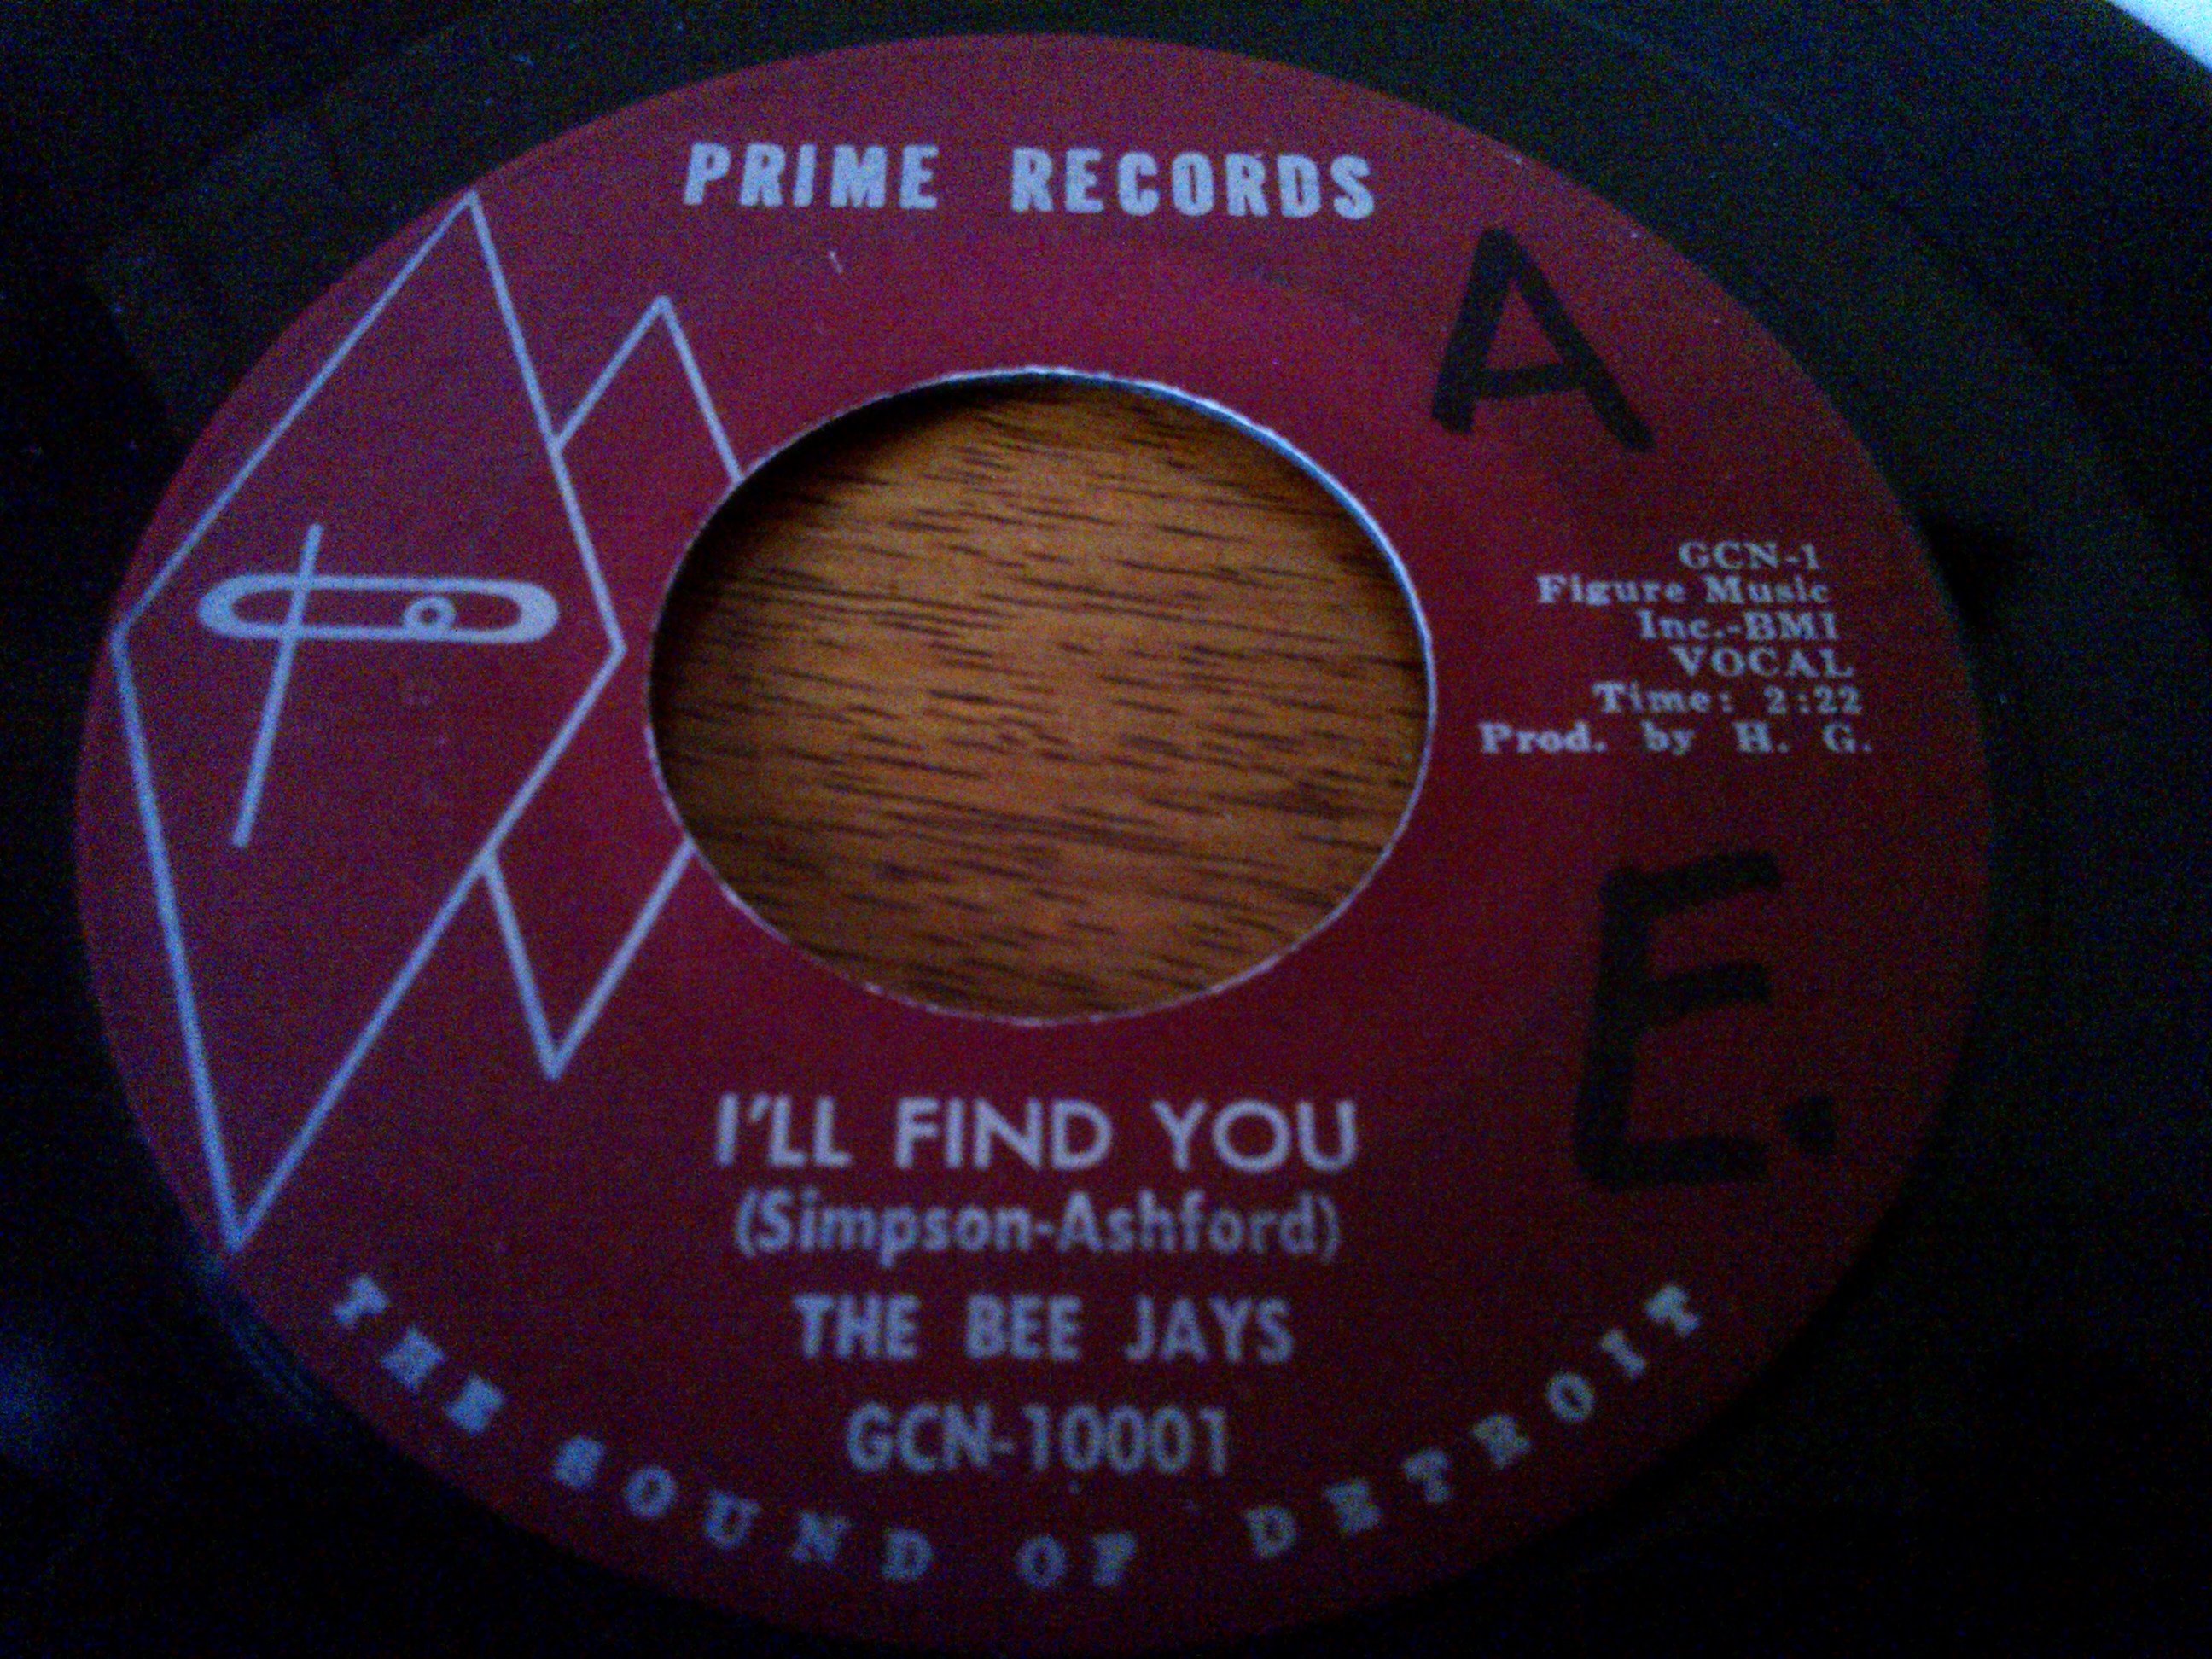 PRIME RECORDS
A
GCN-1
Figure Music
Inc.-BMI
VOCAL
Time: 2:22
Prod. by H. G.
E.
I'LL FIND YOU
(Simpson-Ashford)
THE BEE JAYS
GCN-10001
THE SOUND OF DETROIT